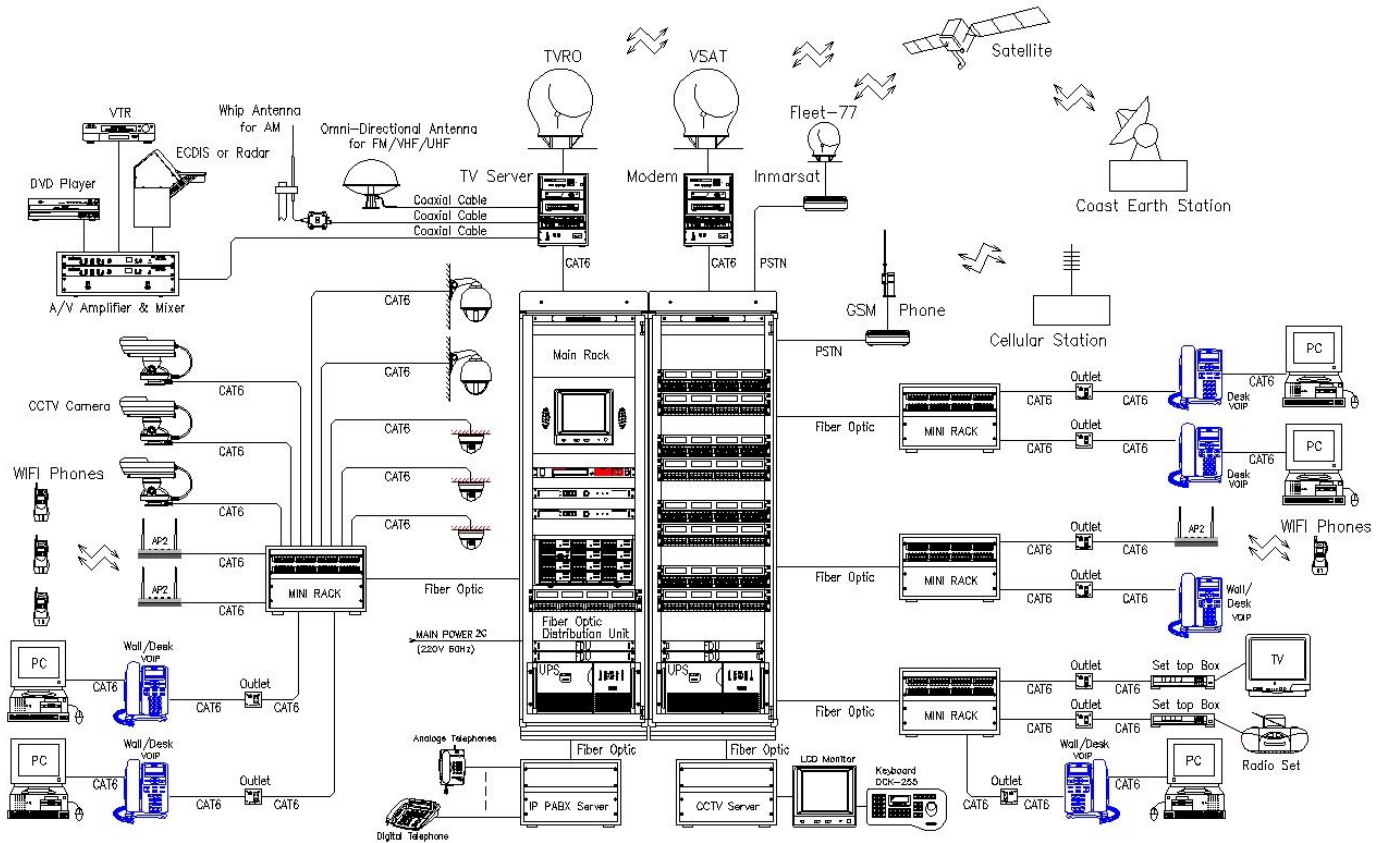 TVRO
VSAT
Satellite
Fleet-77
VTR
Whip Antenna
for AM
Omni-Directional Antenna
for FM/VHF/UHF
ECDIS or Radar
DVD Player
TV Server
Modem
Inmarsat
Coaxial Cable
Coaxial Cable
Coaxial Cable
Coast Earth Station
CAT6
CAT6
PSTN
A/V Amplifier & Mixer
CAT6
GSM Phone
Cellular Station
PSTN
Main Rack
CAT6
CAT6
CCTV Camera
CAT6
CAT6
CAT6
CAT6
CAT6
WIFI Phones
AP2
CAT6
AP2
CAT6
MINI RACK
Fiber Optic
MAIN POWER 2C
(220V 60Hz)
Fiber Optic
Distribution Unit
UPS
UPS
Fiber Optic
MINI RACK
CAT6
Outlet
CAT6
Desk
VOIP
CAT6
PC
CAT6
Outlet
CAT6
Desk
VOIP
CAT6
PC
Fiber Optic
MINI RACK
CAT6
Outlet
CAT6
AP2
WIFI Phones
CAT6
Outlet
CAT6
Wall/
Desk
VOIP
Fiber Optic
MINI RACK
CAT6
Outlet
CAT6
Set top Box
TV
CAT6
Outlet
CAT6
Set top Box
Radio Set
CAT6
Outlet
CAT6
Wall/Desk
VOIP
CAT6
PC
PC
CAT6
Wall/Desk
VOIP
CAT6
Outlet
CAT6
PC
CAT6
Wall/Desk
VOIP
CAT6
Outlet
CAT6
Analoge Telephones
Digital Telephone
Fiber Optic
IP PABX Server
Fiber Optic
CCTV Server
LCD Monitor
Keyboard
DCK-255